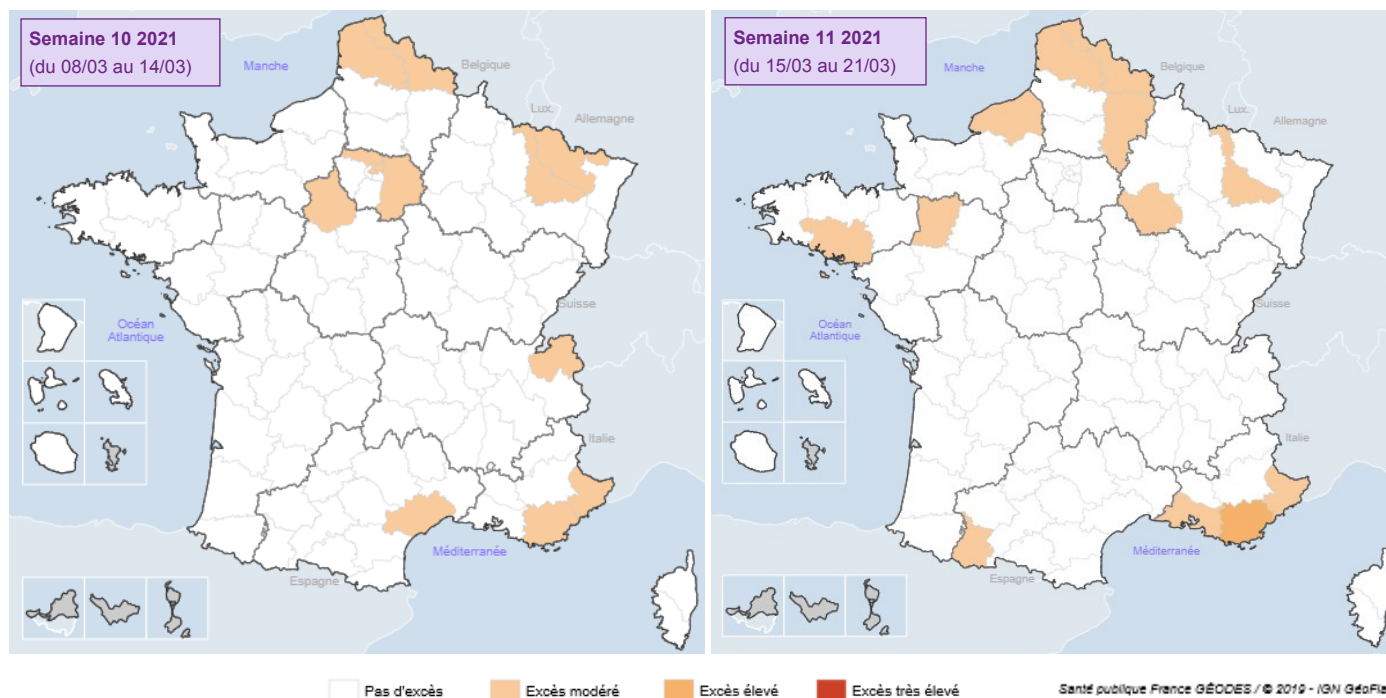 Semaine 10 2021
(du 08/03 au 14/03)
Manche
Belgique
Lux.
Allemagne
Suisse
Océan
Atlantique
Italie
Méditerranée
Espagne
Semaine 11 2021
(du 15/03 au 21/03)
Manche
Belgique
Lux.
Allemagne
Suisse
Océan
Atlantique
Italie
Méditerranée
Espagne
Pas d'excès
Excès modéré
Excès élevé
Excès très élevé
Santé publique France GÉODES / © 2019 - IGN GéoFla